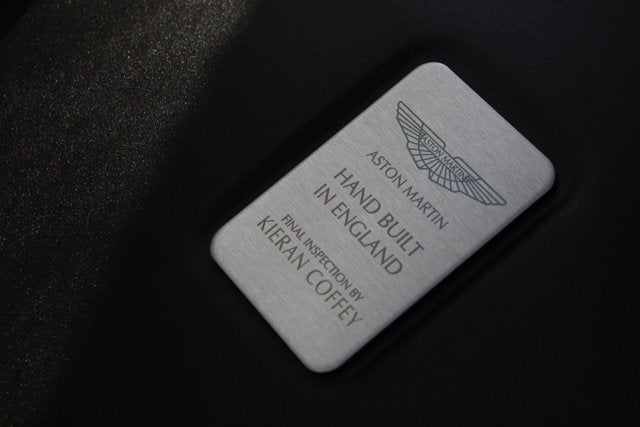 ASTON MARTIN
ASTON MARTIN
HAND BUILT
IN ENGLAND
FINAL INSPECTION BY
KIERAN COFFEY